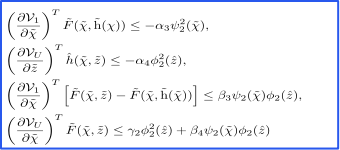 (∂𝒱₁/∂χ̃)ᵀ F̃(χ̃, h̃(χ)) ≤ −α₃ψ₂²(χ̃),
(∂𝒱_U/∂z̃)ᵀ ĥ(χ̃, z̃) ≤ −α₄ϕ₂²(ẑ),
(∂𝒱₁/∂χ̃)ᵀ [F̃(χ̃, z̃) − F̃(χ̃, h̃(χ̃))] ≤ β₃ψ₂(χ̃)ϕ₂(ẑ),
(∂𝒱_U/∂χ̃)ᵀ F̃(χ̃, z̃) ≤ γ₂ϕ₂²(ẑ) + β₄ψ₂(χ̃)ϕ₂(ẑ)